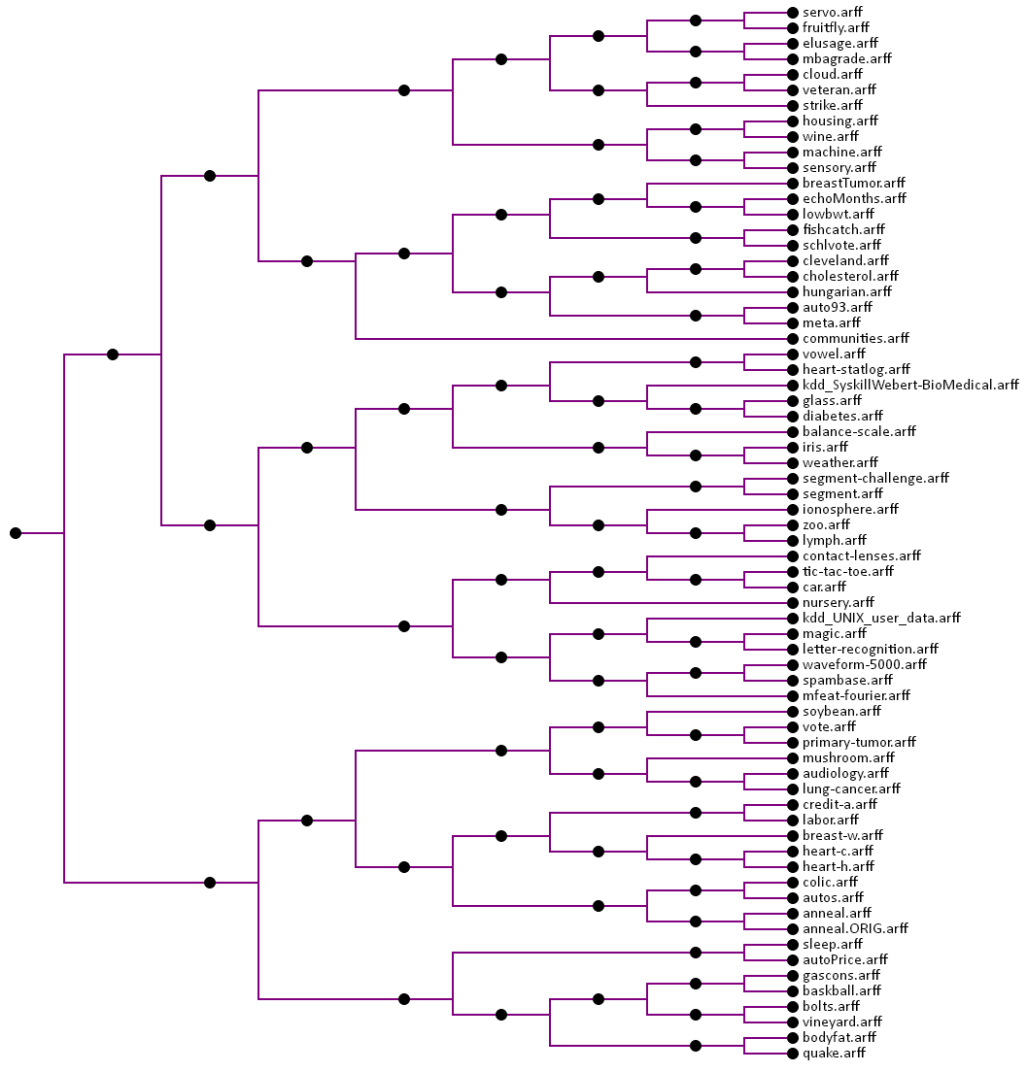 servo.arff
fruitfly.arff
elusage.arff
mbagrade.arff
cloud.arff
veteran.arff
strike.arff
housing.arff
wine.arff
machine.arff
sensory.arff
breastTumor.arff
echoMonths.arff
lowbwt.arff
fishcatch.arff
schlvote.arff
cleveland.arff
cholesterol.arff
hungarian.arff
auto93.arff
meta.arff
communities.arff
vowel.arff
heart-statlog.arff
kdd_SyskillWebert-BioMedical.arff
glass.arff
diabetes.arff
balance-scale.arff
iris.arff
weather.arff
segment-challenge.arff
segment.arff
ionosphere.arff
zoo.arff
lymph.arff
contact-lenses.arff
tic-tac-toe.arff
car.arff
nursery.arff
kdd_UNIX_user_data.arff
magic.arff
letter-recognition.arff
waveform-5000.arff
spambase.arff
mfeat-fourier.arff
soybean.arff
vote.arff
primary-tumor.arff
mushroom.arff
audiology.arff
lung-cancer.arff
credit-a.arff
labor.arff
breast-w.arff
heart-c.arff
heart-h.arff
colic.arff
autos.arff
anneal.arff
anneal.ORIG.arff
sleep.arff
autoPrice.arff
gascons.arff
baskball.arff
bolts.arff
vineyard.arff
bodyfat.arff
quake.arff